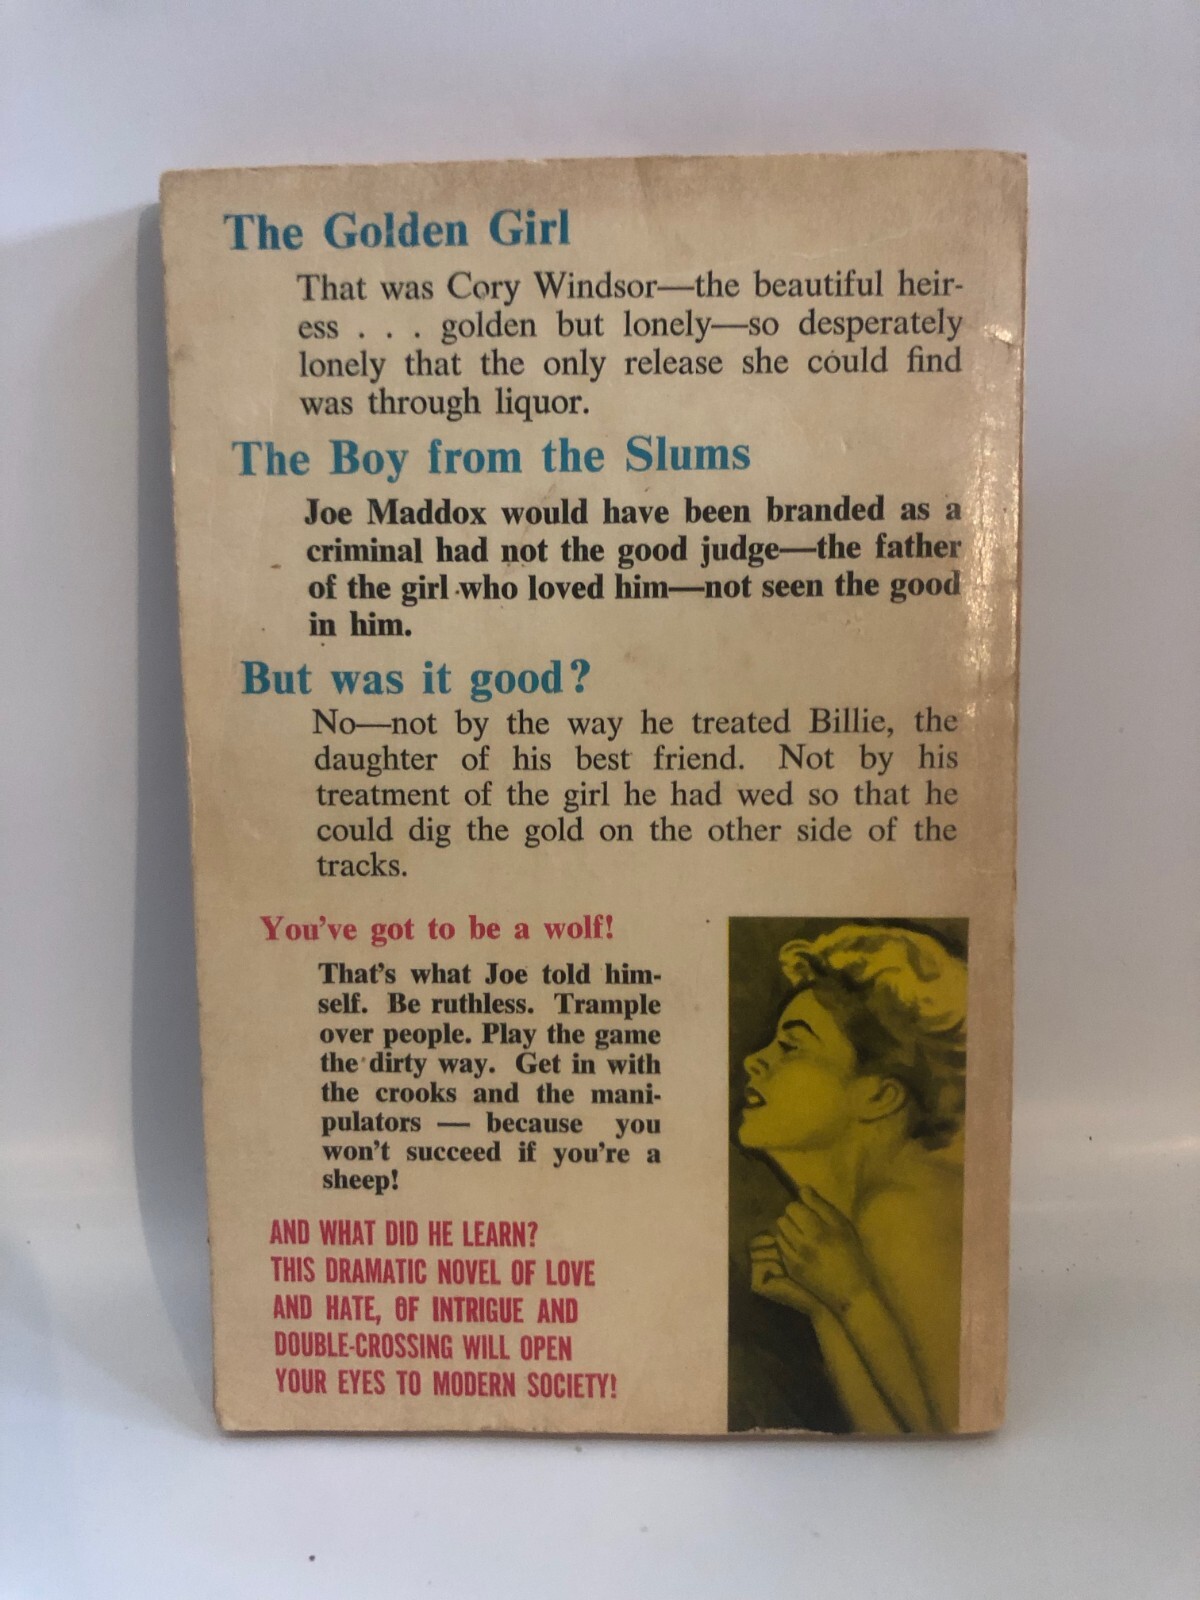 The Golden Girl
That was Cory Windsor—the beautiful heir-
ess . . . golden but lonely—so desperately
lonely that the only release she could find
was through liquor.
The Boy from the Slums
Joe Maddox would have been branded as a
criminal had not the good judge—the father
of the girl who loved him—not seen the good
in him.
But was it good?
No—not by the way he treated Billie, the
daughter of his best friend. Not by his
treatment of the girl he had wed so that he
could dig the gold on the other side of the
tracks.
You've got to be a wolf!
That's what Joe told him-
self. Be ruthless. Trample
over people. Play the game
the dirty way. Get in with
the crooks and the mani-
pulators — because you
won't succeed if you're a
sheep!
AND WHAT DID HE LEARN?
THIS DRAMATIC NOVEL OF LOVE
AND HATE, OF INTRIGUE AND
DOUBLE-CROSSING WILL OPEN
YOUR EYES TO MODERN SOCIETY!